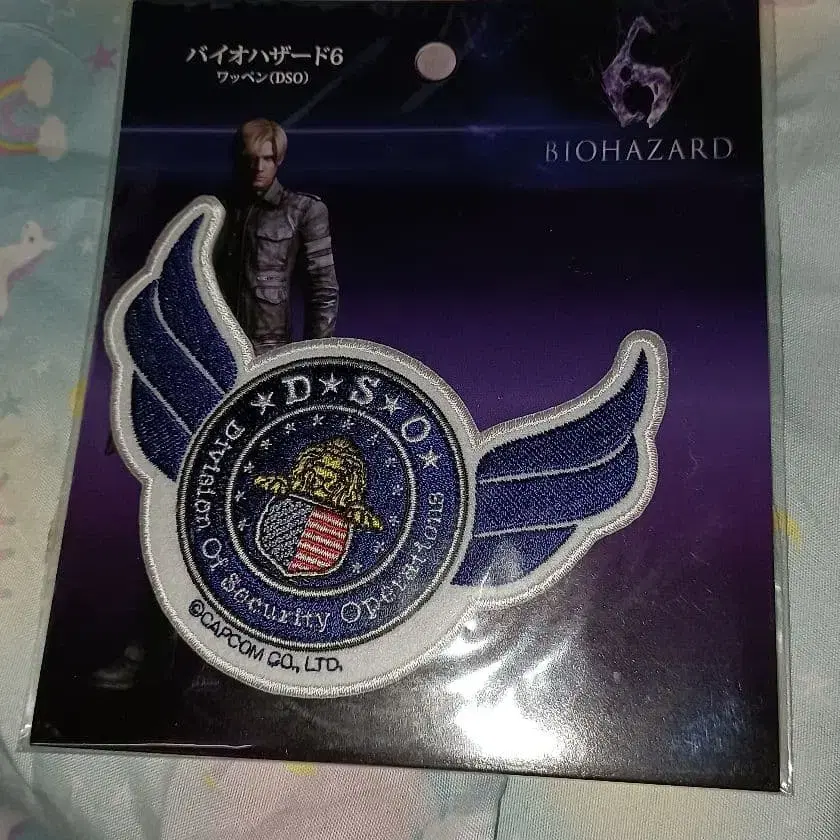 バイオハザード6
ワッペン(DSO)
6
BIOHAZARD
★D★S★O★
Division Of Security Operations
©CAPCOM CO., LTD.